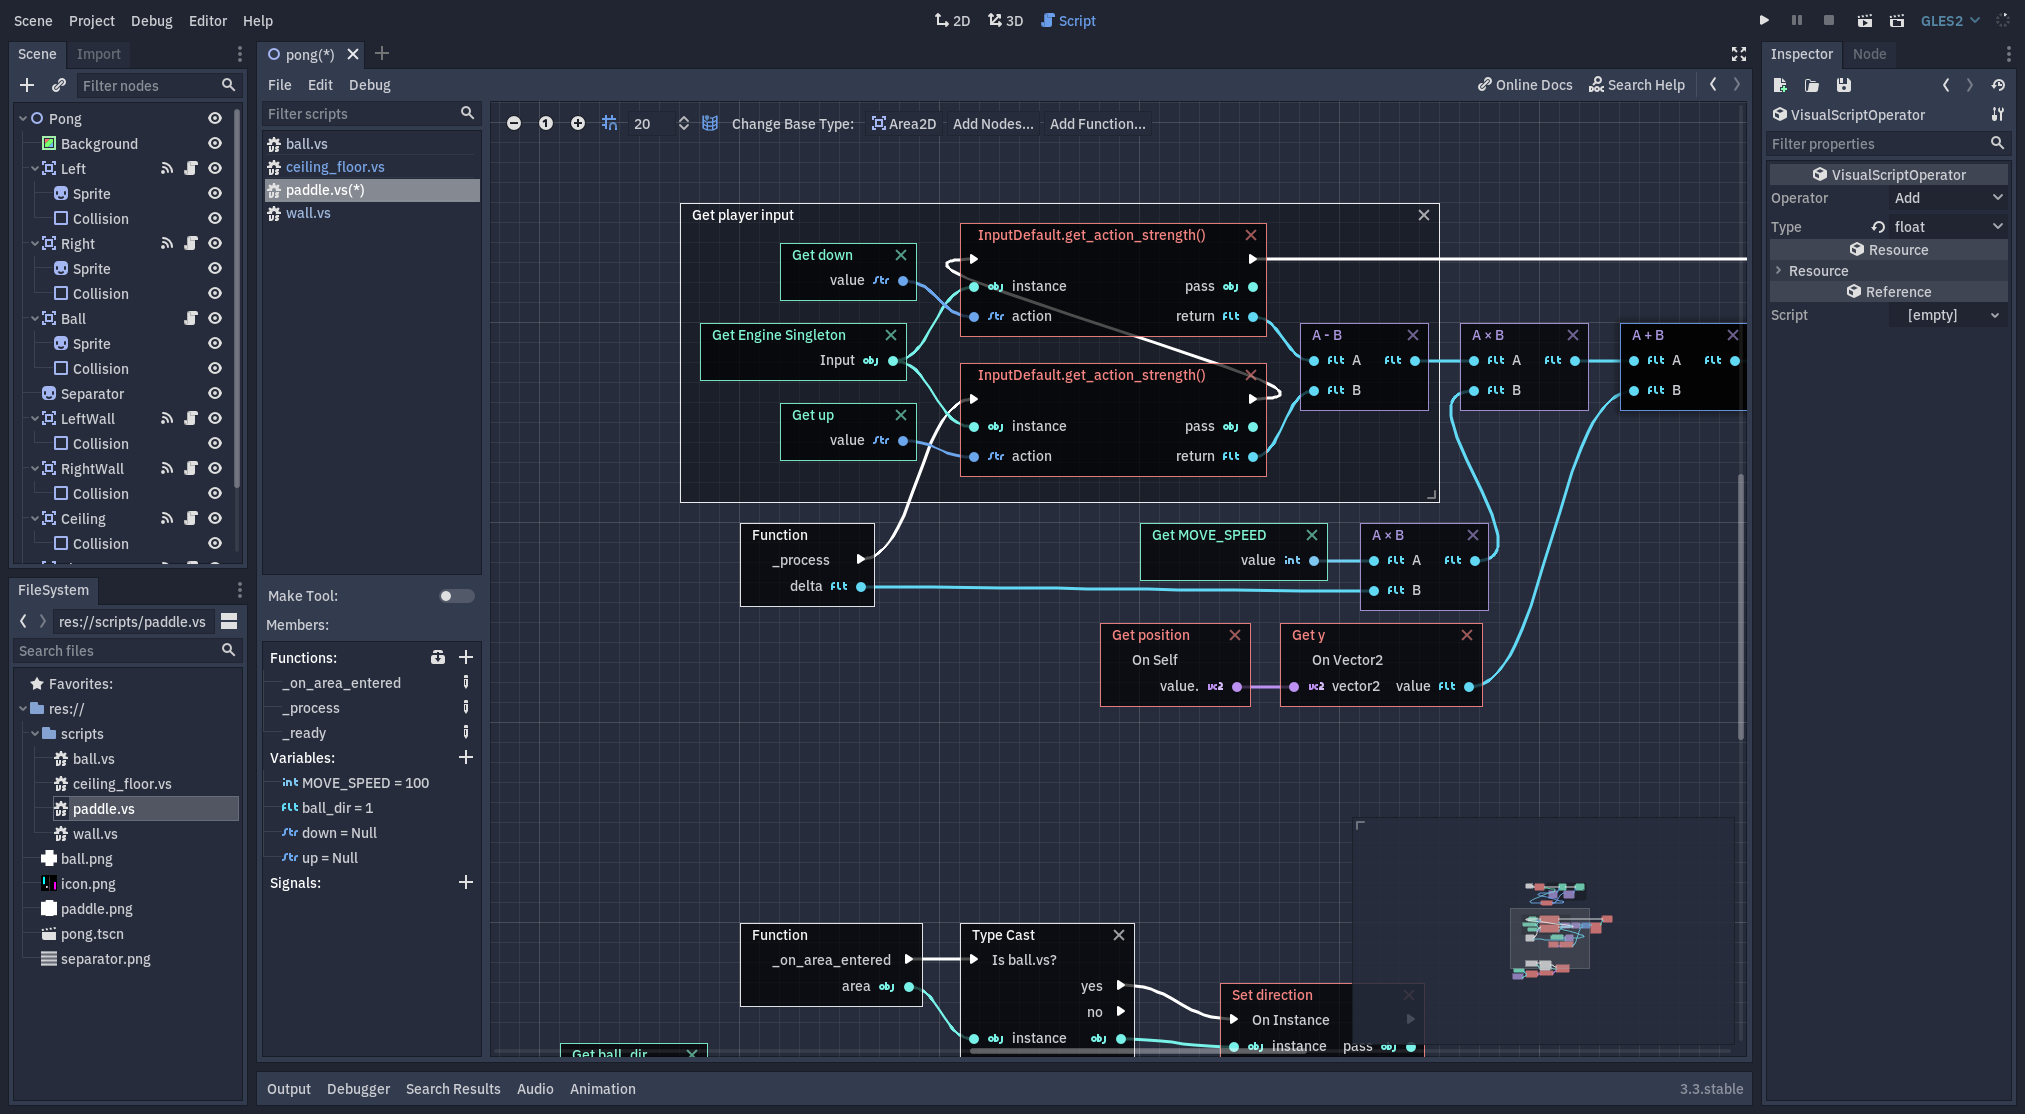 Scene Project Debug Editor Help
2D 3D Script
GLES2
Scene Import
Filter nodes
Pong
Background
Left
Sprite
Collision
Right
Sprite
Collision
Ball
Sprite
Collision
Separator
LeftWall
Collision
RightWall
Collision
Ceiling
Collision
FileSystem
res://scripts/paddle.vs
Search files
Favorites:
res://
scripts
ball.vs
ceiling_floor.vs
paddle.vs
wall.vs
ball.png
icon.png
paddle.png
pong.tscn
separator.png
pong(*)
File Edit Debug
Online Docs Search Help
Filter scripts
ball.vs
ceiling_floor.vs
paddle.vs(*)
wall.vs
Make Tool:
Members:
Functions:
_on_area_entered
_process
_ready
Variables:
int MOVE_SPEED = 100
flt ball_dir = 1
str down = Null
str up = Null
Signals:
1 20 Change Base Type: Area2D Add Nodes... Add Function...
Get player input
Get down
value str
InputDefault.get_action_strength()
obj instance pass obj
str action return flt
Get Engine Singleton
Input obj
Get up
value str
InputDefault.get_action_strength()
obj instance pass obj
str action return flt
A - B
flt A flt
flt B
A × B
flt A flt
flt B
A + B
flt A flt
flt B
Function
_process
delta flt
Get MOVE_SPEED
value int
A × B
flt A flt
flt B
Get position
On Self
value. vc2
Get y
On Vector2
vc2 vector2 value flt
Function
_on_area_entered
area obj
Type Cast
Is ball.vs?
yes
no
obj instance obj
Set direction
On Instance
obj instance pass obj
Get ball_dir
Output Debugger Search Results Audio Animation
3.3.stable
Inspector Node
VisualScriptOperator
Filter properties
VisualScriptOperator
Operator Add
Type float
Resource
Resource
Reference
Script [empty]